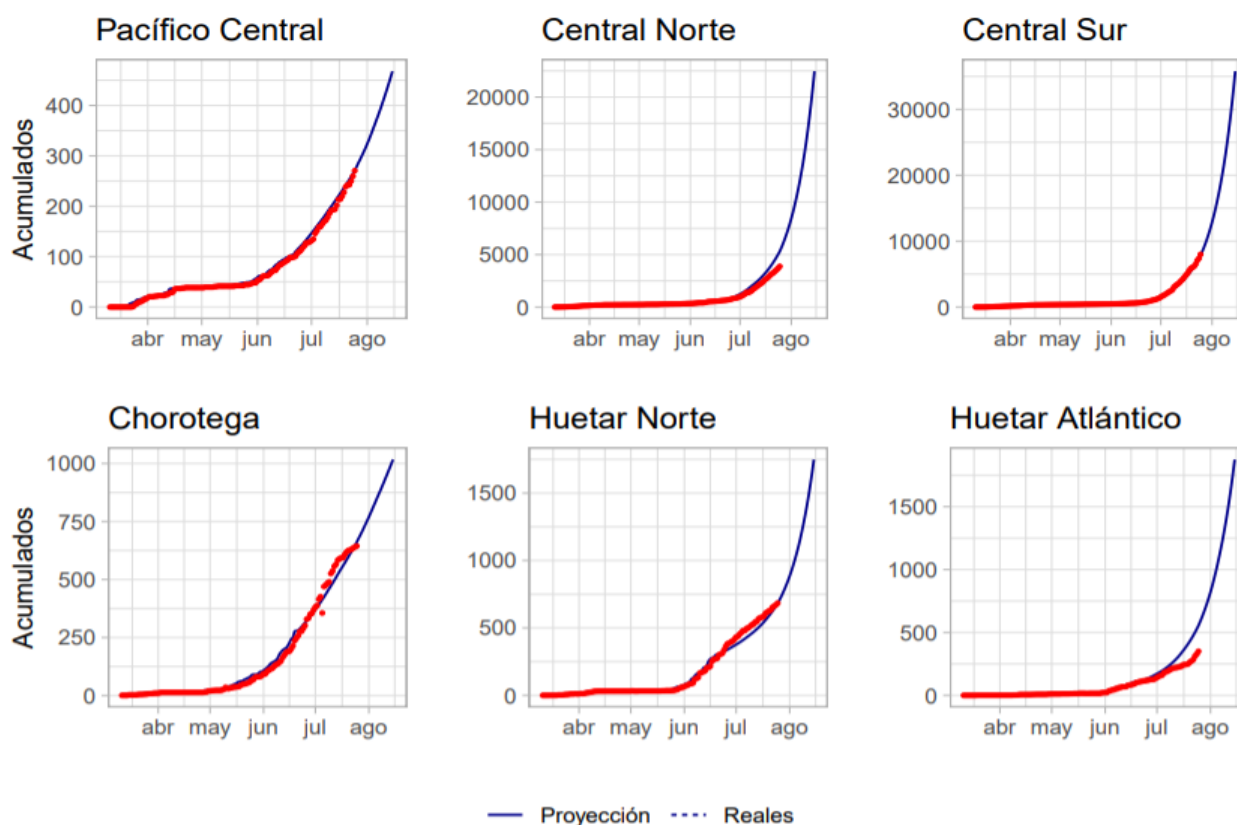 Pacífico Central
Central Norte
Central Sur
Acumulados
400
300
200
100
0
20000
15000
10000
5000
0
30000
20000
10000
0
abr may jun jul ago
abr may jun jul ago
abr may jun jul ago
Chorotega
Huetar Norte
Huetar Atlántico
Acumulados
1000
750
500
250
0
1500
1000
500
0
1500
1000
500
0
abr may jun jul ago
abr may jun jul ago
abr may jun jul ago
Proyección Reales